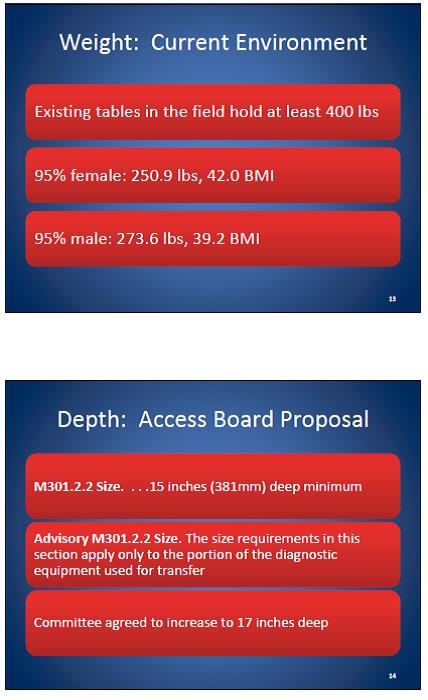 Weight:  Current Environment
Existing tables in the field hold at least 400 lbs
95% female: 250.9 lbs, 42.0 BMI
95% male: 273.6 lbs, 39.2 BMI
13
Depth:  Access Board Proposal
M301.2.2 Size.  . . .15 inches (381mm) deep minimum
Advisory M301.2.2 Size. The size requirements in this
section apply only to the portion of the diagnostic
equipment used for transfer
Committee agreed to increase to 17 inches deep
14